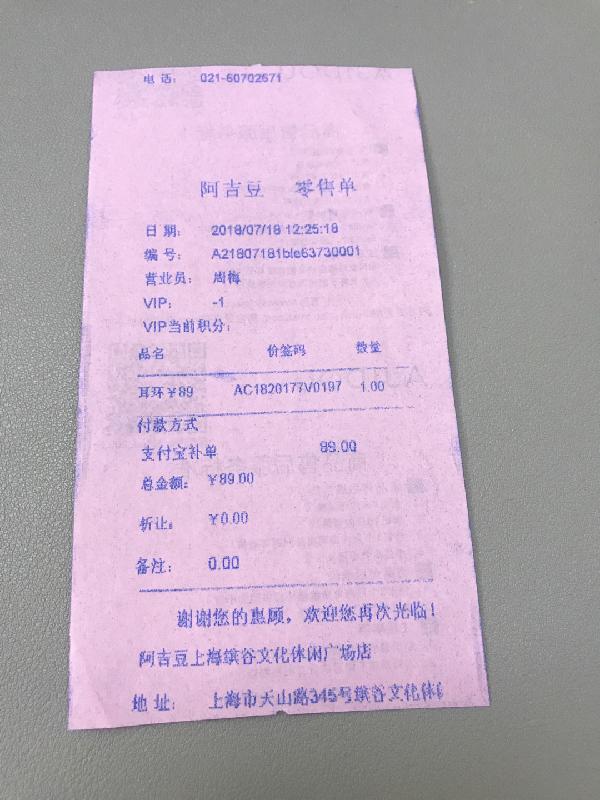 电 话： 021-60702671
阿吉豆 零售单
日 期： 2018/07/18 12:25:18
编 号： A21807181ble63730001
营业员： 周梅
VIP： -1
VIP当前积分：
品名 价签码 数量
耳环￥89 AC1820177V0197 1.00
付款方式
支付宝补单 89.00
总金额： ￥89.00
折让： ￥0.00
备注： 0.00
谢谢您的惠顾，欢迎您再次光临！
阿吉豆上海缤谷文化休闲广场店
地 址： 上海市天山路345号缤谷文化休